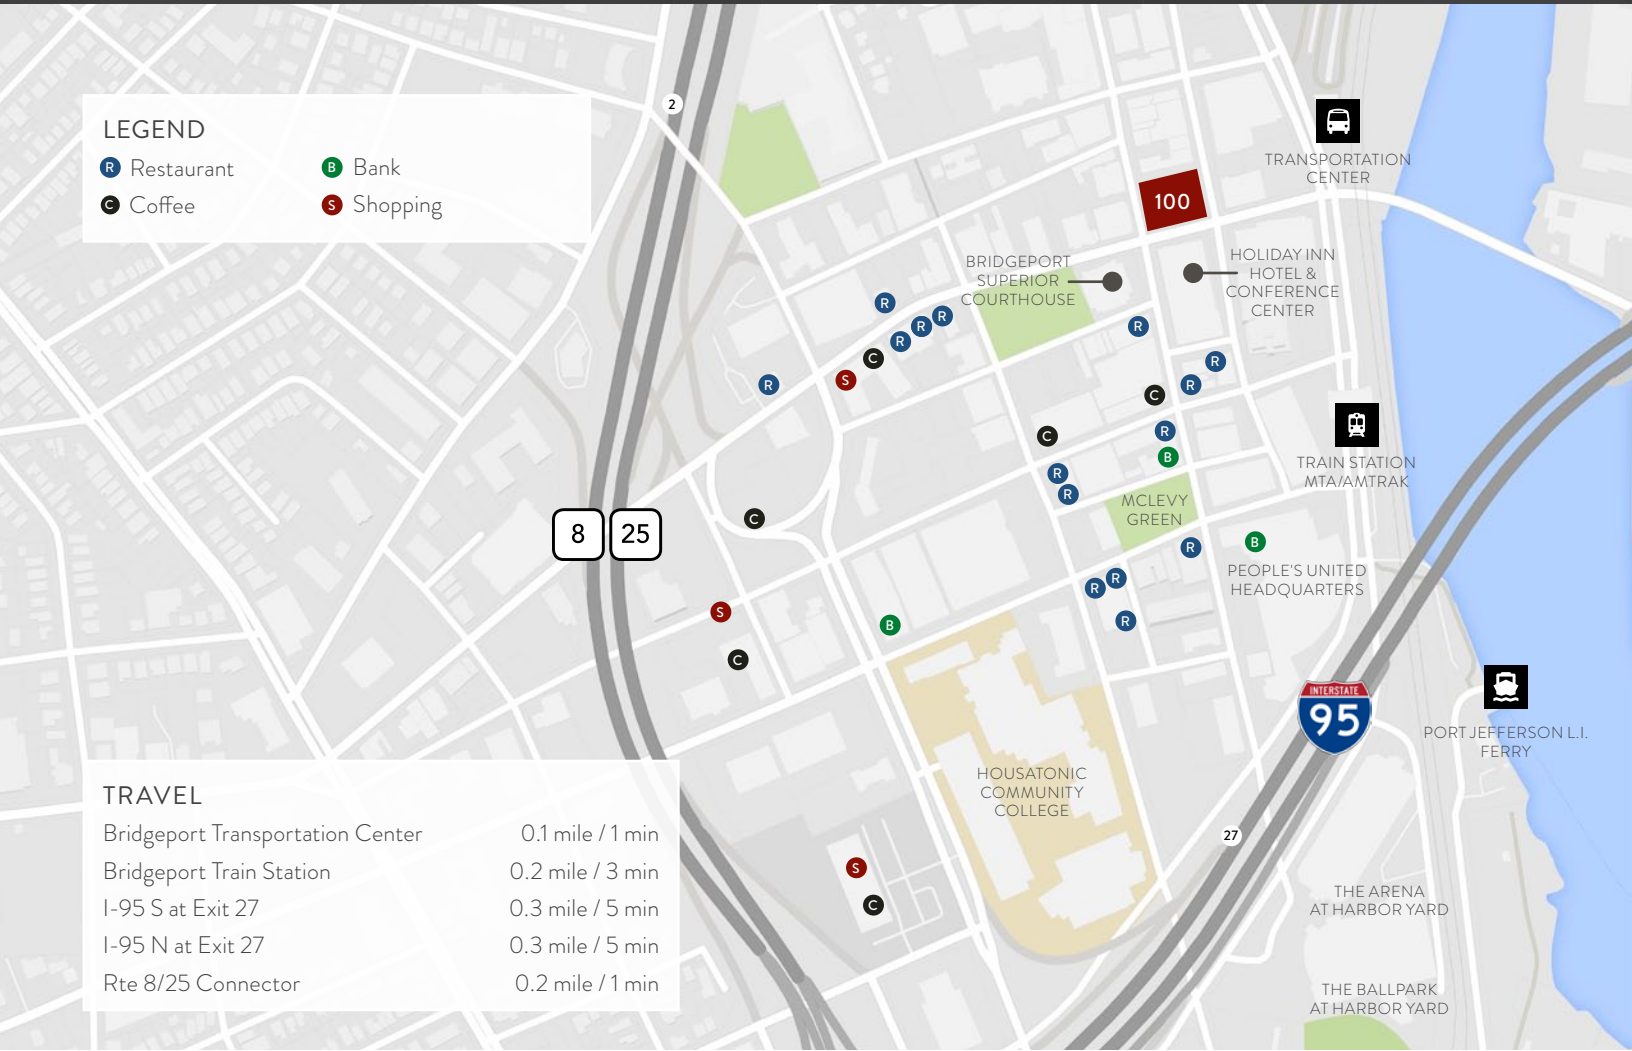 2
LEGEND
R Restaurant
B Bank
C Coffee
S Shopping
TRANSPORTATION
CENTER
100
BRIDGEPORT
SUPERIOR
COURTHOUSE
HOLIDAY INN
HOTEL &
CONFERENCE
CENTER
R
R
R
R
R
C
S
R
R
R
R
C
R
B
C
R
R
TRAIN STATION
MTA/AMTRAK
MCLEVY
GREEN
C
8
25
R
B
PEOPLE'S UNITED
HEADQUARTERS
R
R
R
S
B
C
INTERSTATE
95
PORT JEFFERSON L.I.
FERRY
HOUSATONIC
COMMUNITY
COLLEGE
TRAVEL
Bridgeport Transportation Center 0.1 mile / 1 min
Bridgeport Train Station 0.2 mile / 3 min
I-95 S at Exit 27 0.3 mile / 5 min
I-95 N at Exit 27 0.3 mile / 5 min
Rte 8/25 Connector 0.2 mile / 1 min
27
S
C
THE ARENA
AT HARBOR YARD
THE BALLPARK
AT HARBOR YARD